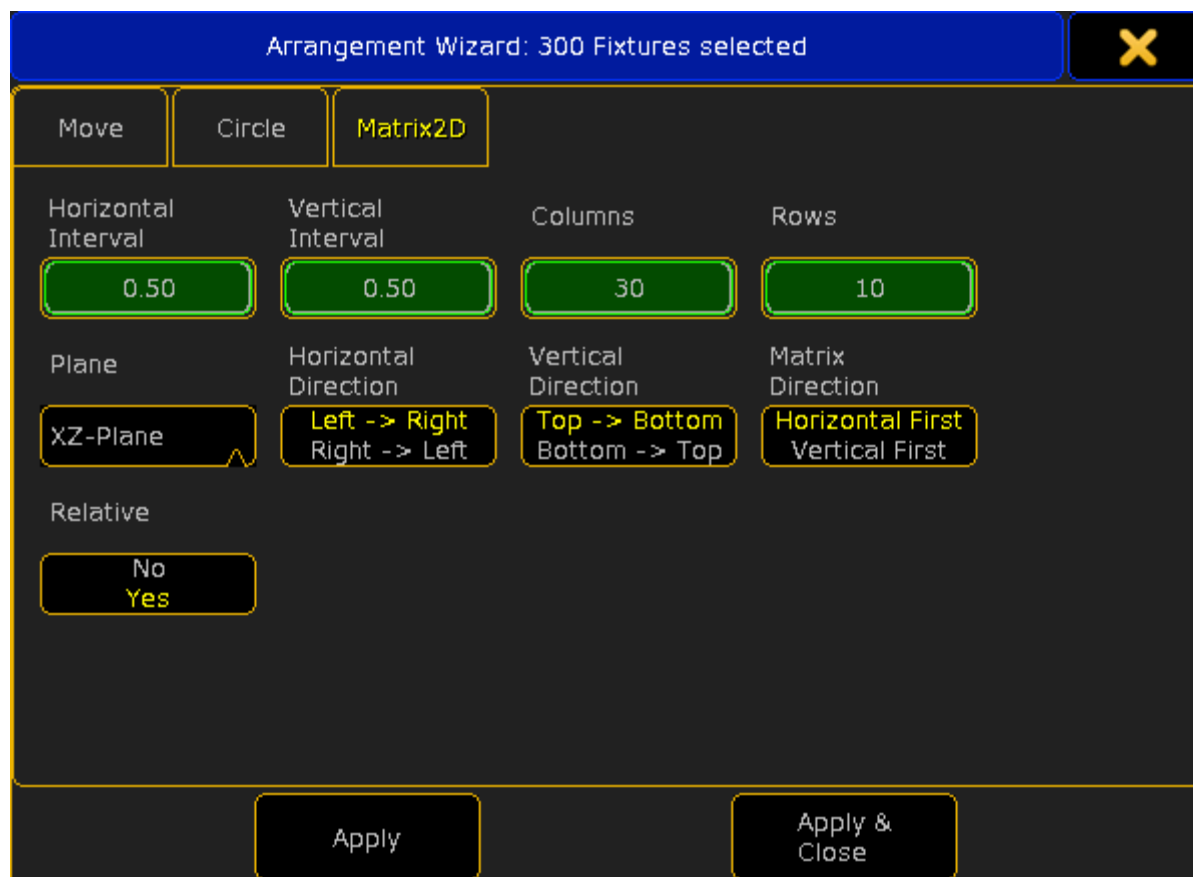 Arrangement Wizard: 300 Fixtures selected
Move
Circle
Matrix2D
Horizontal
Interval
Vertical
Interval
Columns
Rows
0.50
0.50
30
10
Plane
Horizontal
Direction
Vertical
Direction
Matrix
Direction
XZ-Plane
Left -> Right
Right -> Left
Top -> Bottom
Bottom -> Top
Horizontal First
Vertical First
Relative
No
Yes
Apply
Apply &
Close